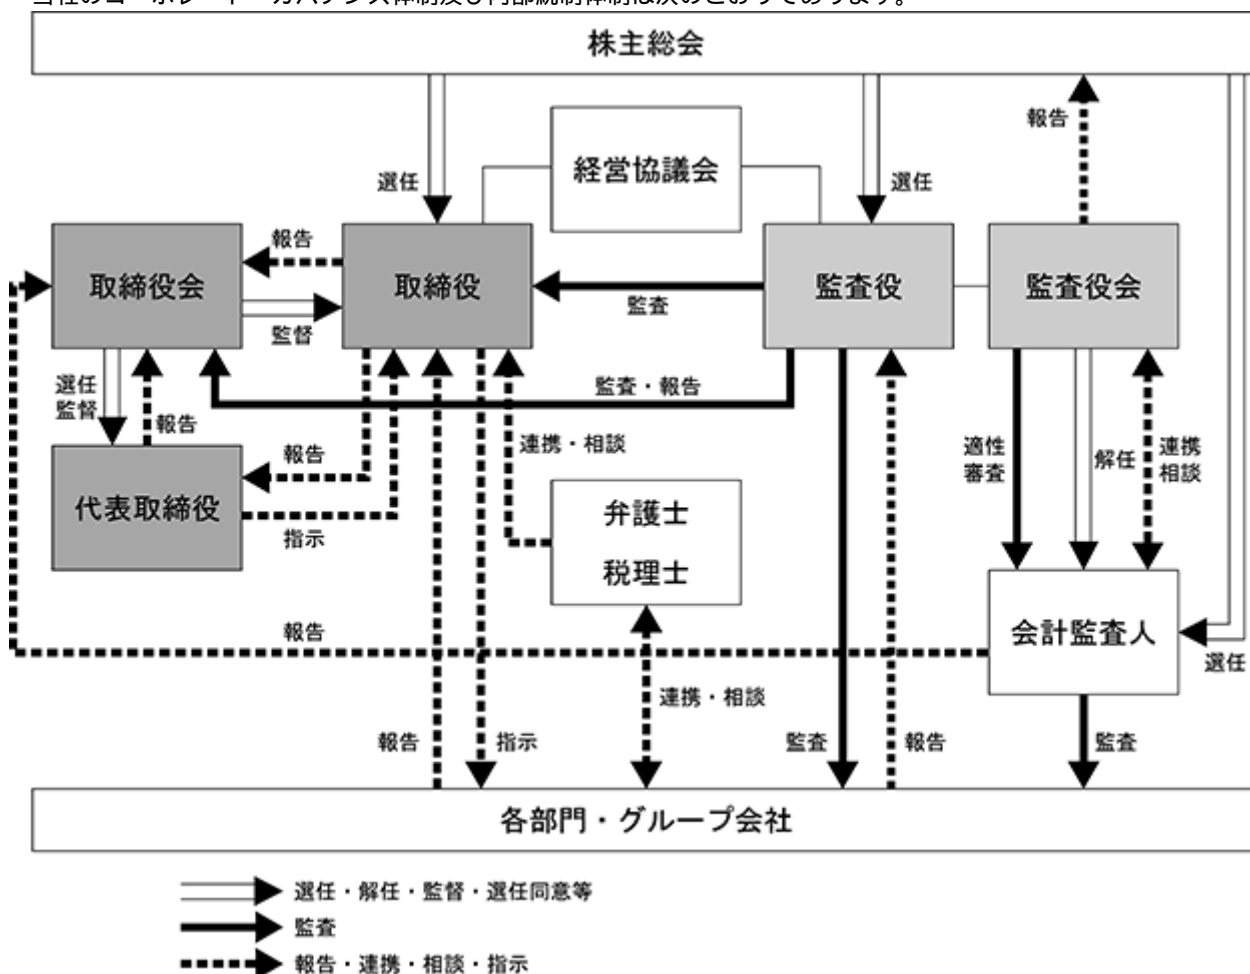 当社のコーポレート・ガバナンス体制及び内部統制体制は次のとおりであります。
株主総会
報告
経営協議会
選任
選任
報告
取締役会
取締役
監査役
監査役会
監査
監督
選任
監督
報告
監査・報告
連携・相談
適性
審査
解任
連携
相談
報告
代表取締役
指示
弁護士
税理士
報告
会計監査人
選任
連携・相談
報告
指示
監査
報告
監査
各部門・グループ会社
選任・解任・監督・選任同意等
監査
報告・連携・相談・指示